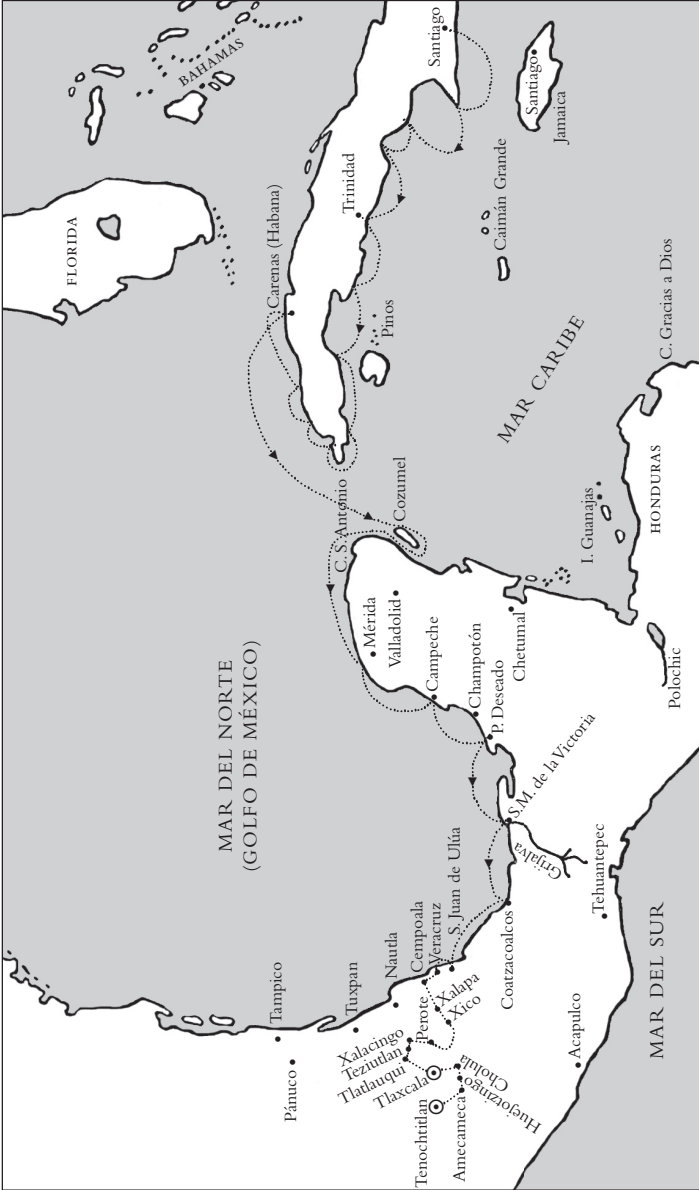 BAHAMAS
FLORIDA
Santiago
Santiago
Jamaica
Trinidad
Carenas (Habana)
Pinos
Caimán Grande
MAR CARIBE
C. Gracias a Dios
HONDURAS
I. Guanajas
C. S. Antonio
Cozumel
Mérida
Valladolid
Campeche
Champotón
P. Deseado
Chetumal
Polochic
MAR DEL NORTE
(GOLFO DE MÉXICO)
S.M. de la Victoria
Grijalva
Tehuantepec
Coatzacoalcos
S. Juan de Ulúa
Veracruz
Cempoala
Nautla
Tuxpan
Tampico
Pánuco
Xalapa
Xico
Perote
Xalacingo
Teziutlan
Tlatlauqui
Tlaxcala
Cholula
Huejotzingo
Amecameca
Tenochtitlan
Acapulco
MAR DEL SUR